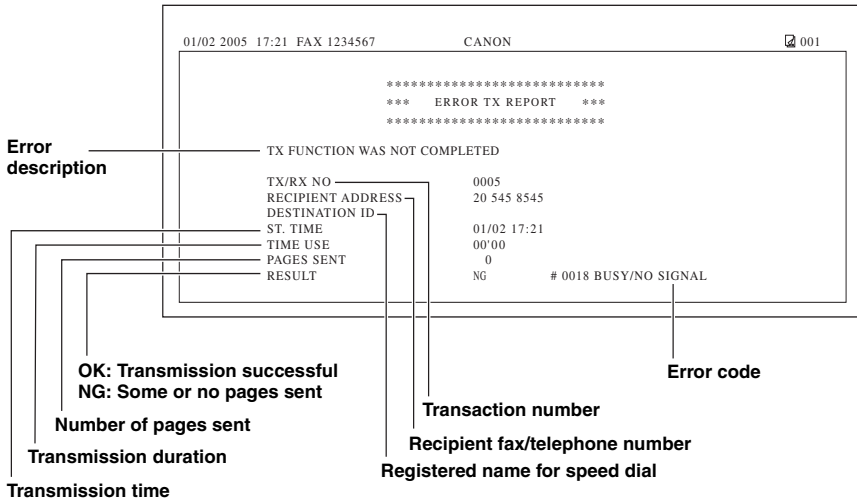 01/02 2005 17:21 FAX 1234567 CANON 001
***************************
*** ERROR TX REPORT ***
***************************
Error description
TX FUNCTION WAS NOT COMPLETED
TX/RX NO 0005
RECIPIENT ADDRESS 20 545 8545
DESTINATION ID
ST. TIME 01/02 17:21
TIME USE 00'00
PAGES SENT 0
RESULT NG # 0018 BUSY/NO SIGNAL
OK: Transmission successful
NG: Some or no pages sent
Error code
Transaction number
Number of pages sent
Recipient fax/telephone number
Transmission duration
Registered name for speed dial
Transmission time